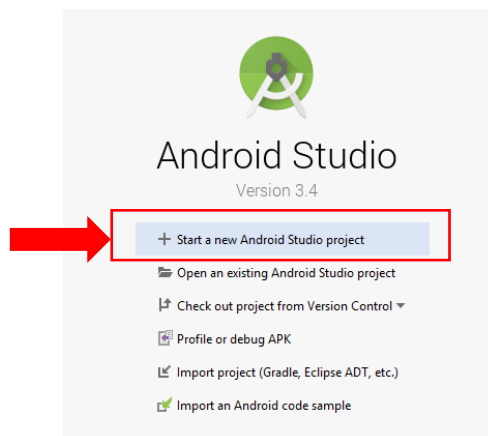 Android Studio
Version 3.4
Start a new Android Studio project
Open an existing Android Studio project
Check out project from Version Control
Profile or debug APK
Import project (Gradle, Eclipse ADT, etc.)
Import an Android code sample